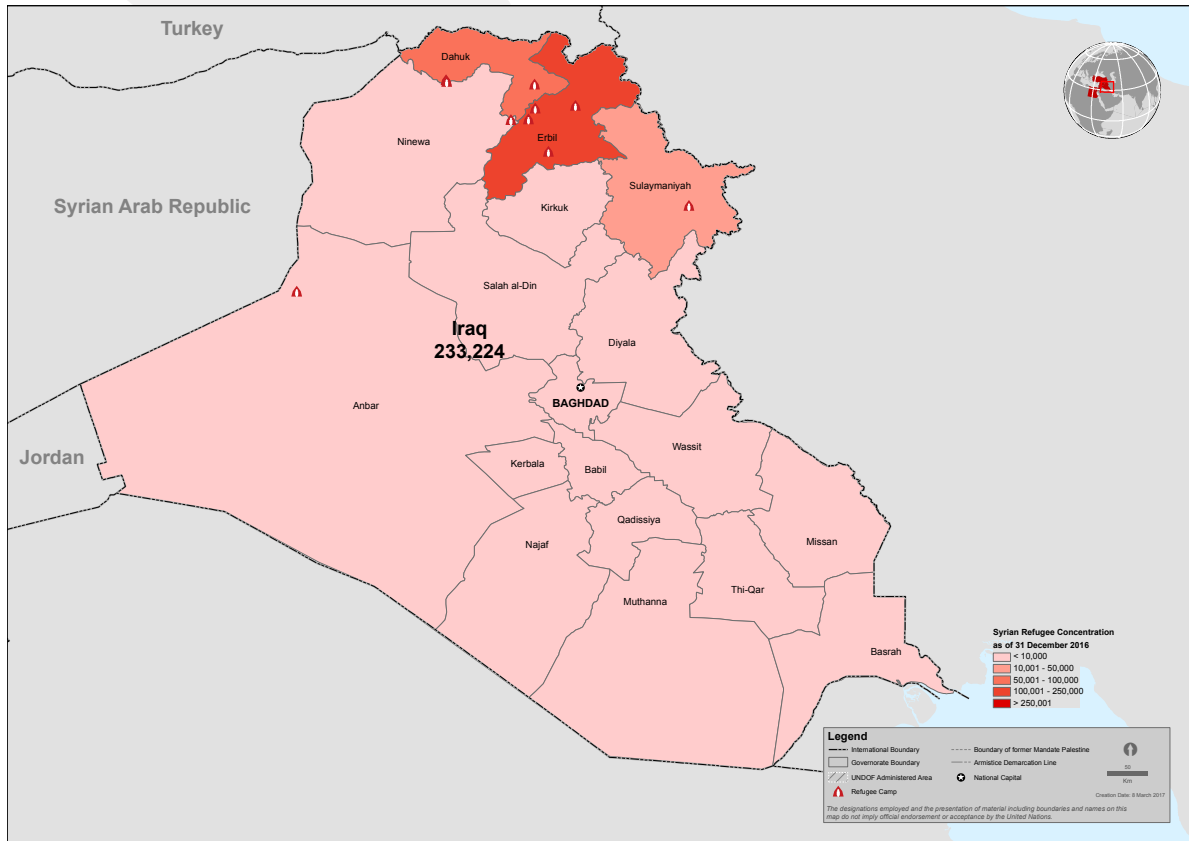 Turkey
Dahuk
Ninewa
Erbil
Sulaymaniyah
Syrian Arab Republic
Kirkuk
Salah al-Din
Iraq
233,224
Diyala
Anbar
BAGHDAD
Jordan
Wassit
Kerbala
Babil
Qadissiya
Najaf
Missan
Thi-Qar
Muthanna
Basrah
Syrian Refugee Concentration
as of 31 December 2016
< 10,000
10,001 - 50,000
50,001 - 100,000
100,001 - 250,000
> 250,001
Legend
International Boundary
Governorate Boundary
UNDOF Administered Area
Refugee Camp
Boundary of former Mandate Palestine
Armistice Demarcation Line
National Capital
50
Km
Creation Date: 8 March 2017
The designations employed and the presentation of material including boundaries and names on this
map do not imply official endorsement or acceptance by the United Nations.